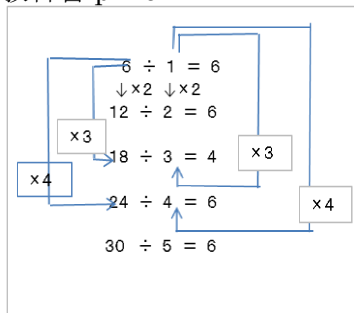 6 ÷ 1 = 6
↓×2 ↓×2
12 ÷ 2 = 6
×3
18 ÷ 3 = 4
×3
×4
24 ÷ 4 = 6
×4
30 ÷ 5 = 6